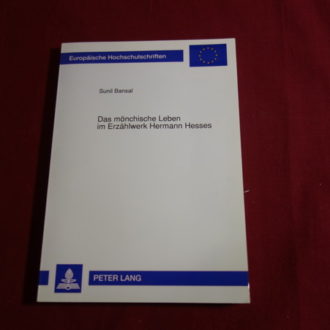 Europäische Hochschulschriften
Sunil Bansal
Das mönchische Leben
im Erzählwerk Hermann Hesses
PETER LANG